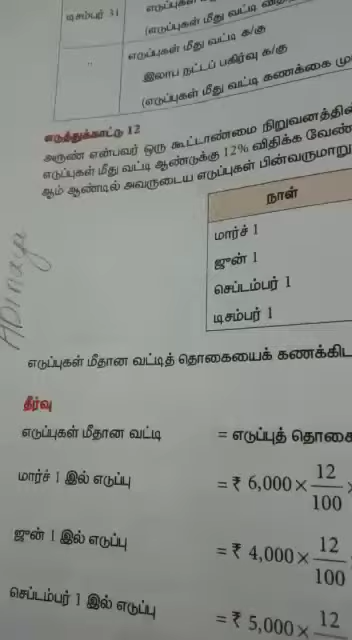 டிசம்பர் 31
எடுப்புகள்
(எடுப்புகள் மீது வட்டி
எடுப்புகள் மீது வட்டி க/கு
இலாப நட்டப் பகிர்வு க/கு
(எடுப்புகள் மீது வட்டி கணக்கை
எடுத்துக்காட்டு 12
அருண் என்பவர் ஒரு கூட்டாண்மை
எடுப்புகள் மீது வட்டி ஆண்டுக்கு 12% விதிக்க
ஆம் ஆண்டில் அவருடைய எடுப்புகள் பின்வருமாறு
நாள்
மார்ச் 1
ஜுன் 1
செப்டம்பர் 1
டிசம்பர் 1
எடுப்புகள் மீதான வட்டித் தொகையைக்
தீர்வு
எடுப்புகள் மீதான வட்டி = எடுப்புத்
மார்ச் 1 இல் எடுப்பு = ₹ 6,000 × 12/100
ஜுன் 1 இல் எடுப்பு = ₹ 4,000 × 12/100
செப்டம்பர் 1 இல் எடுப்பு = ₹ 5,000 × 12